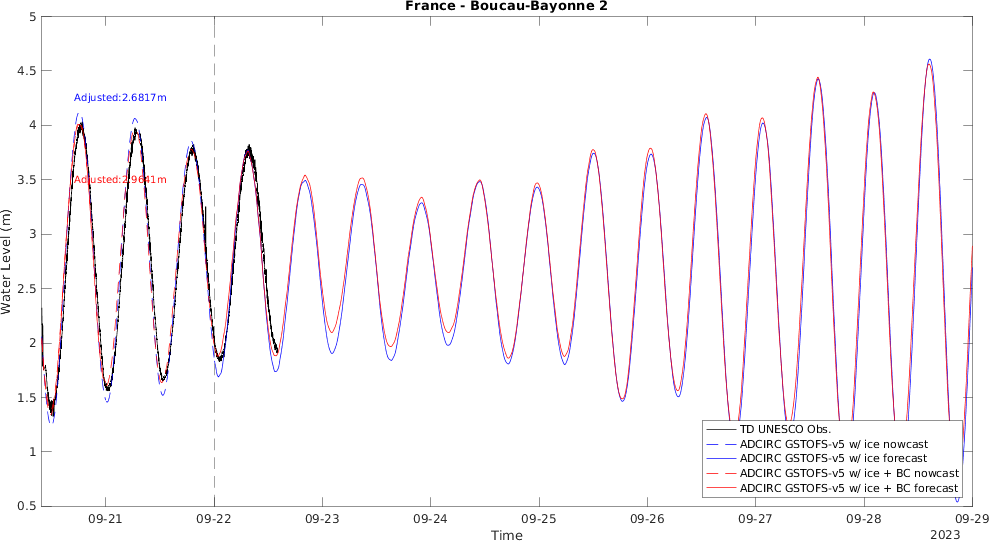 France - Boucau-Bayonne 2
5
4.5
4
3.5
3
2.5
2
1.5
1
0.5
Water Level (m)
Adjusted:2.6817m
Adjusted:2.9641m
TD UNESCO Obs.
ADCIRC GSTOFS-v5 w/ ice nowcast
ADCIRC GSTOFS-v5 w/ ice forecast
ADCIRC GSTOFS-v5 w/ ice + BC nowcast
ADCIRC GSTOFS-v5 w/ ice + BC forecast
09-21 09-22 09-23 09-24 09-25 09-26 09-27 09-28 09-29
Time
2023